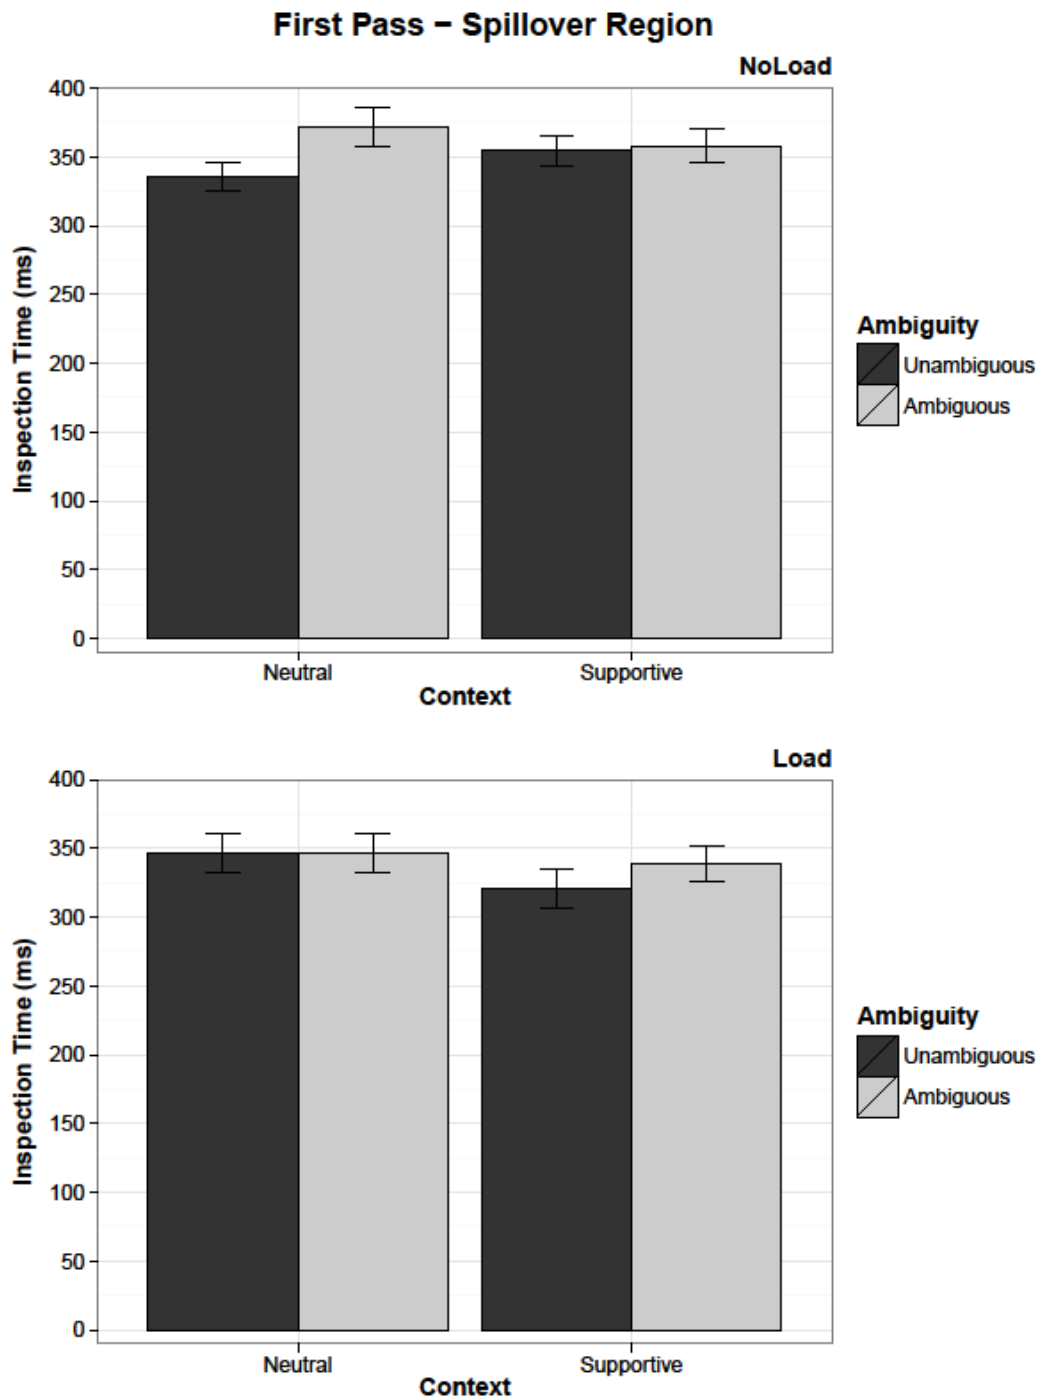 First Pass − Spillover Region
NoLoad
Inspection Time (ms)
400
350
300
250
200
150
100
50
0
Neutral
Supportive
Context
Ambiguity
Unambiguous
Ambiguous
Load
Inspection Time (ms)
400
350
300
250
200
150
100
50
0
Neutral
Supportive
Context
Ambiguity
Unambiguous
Ambiguous